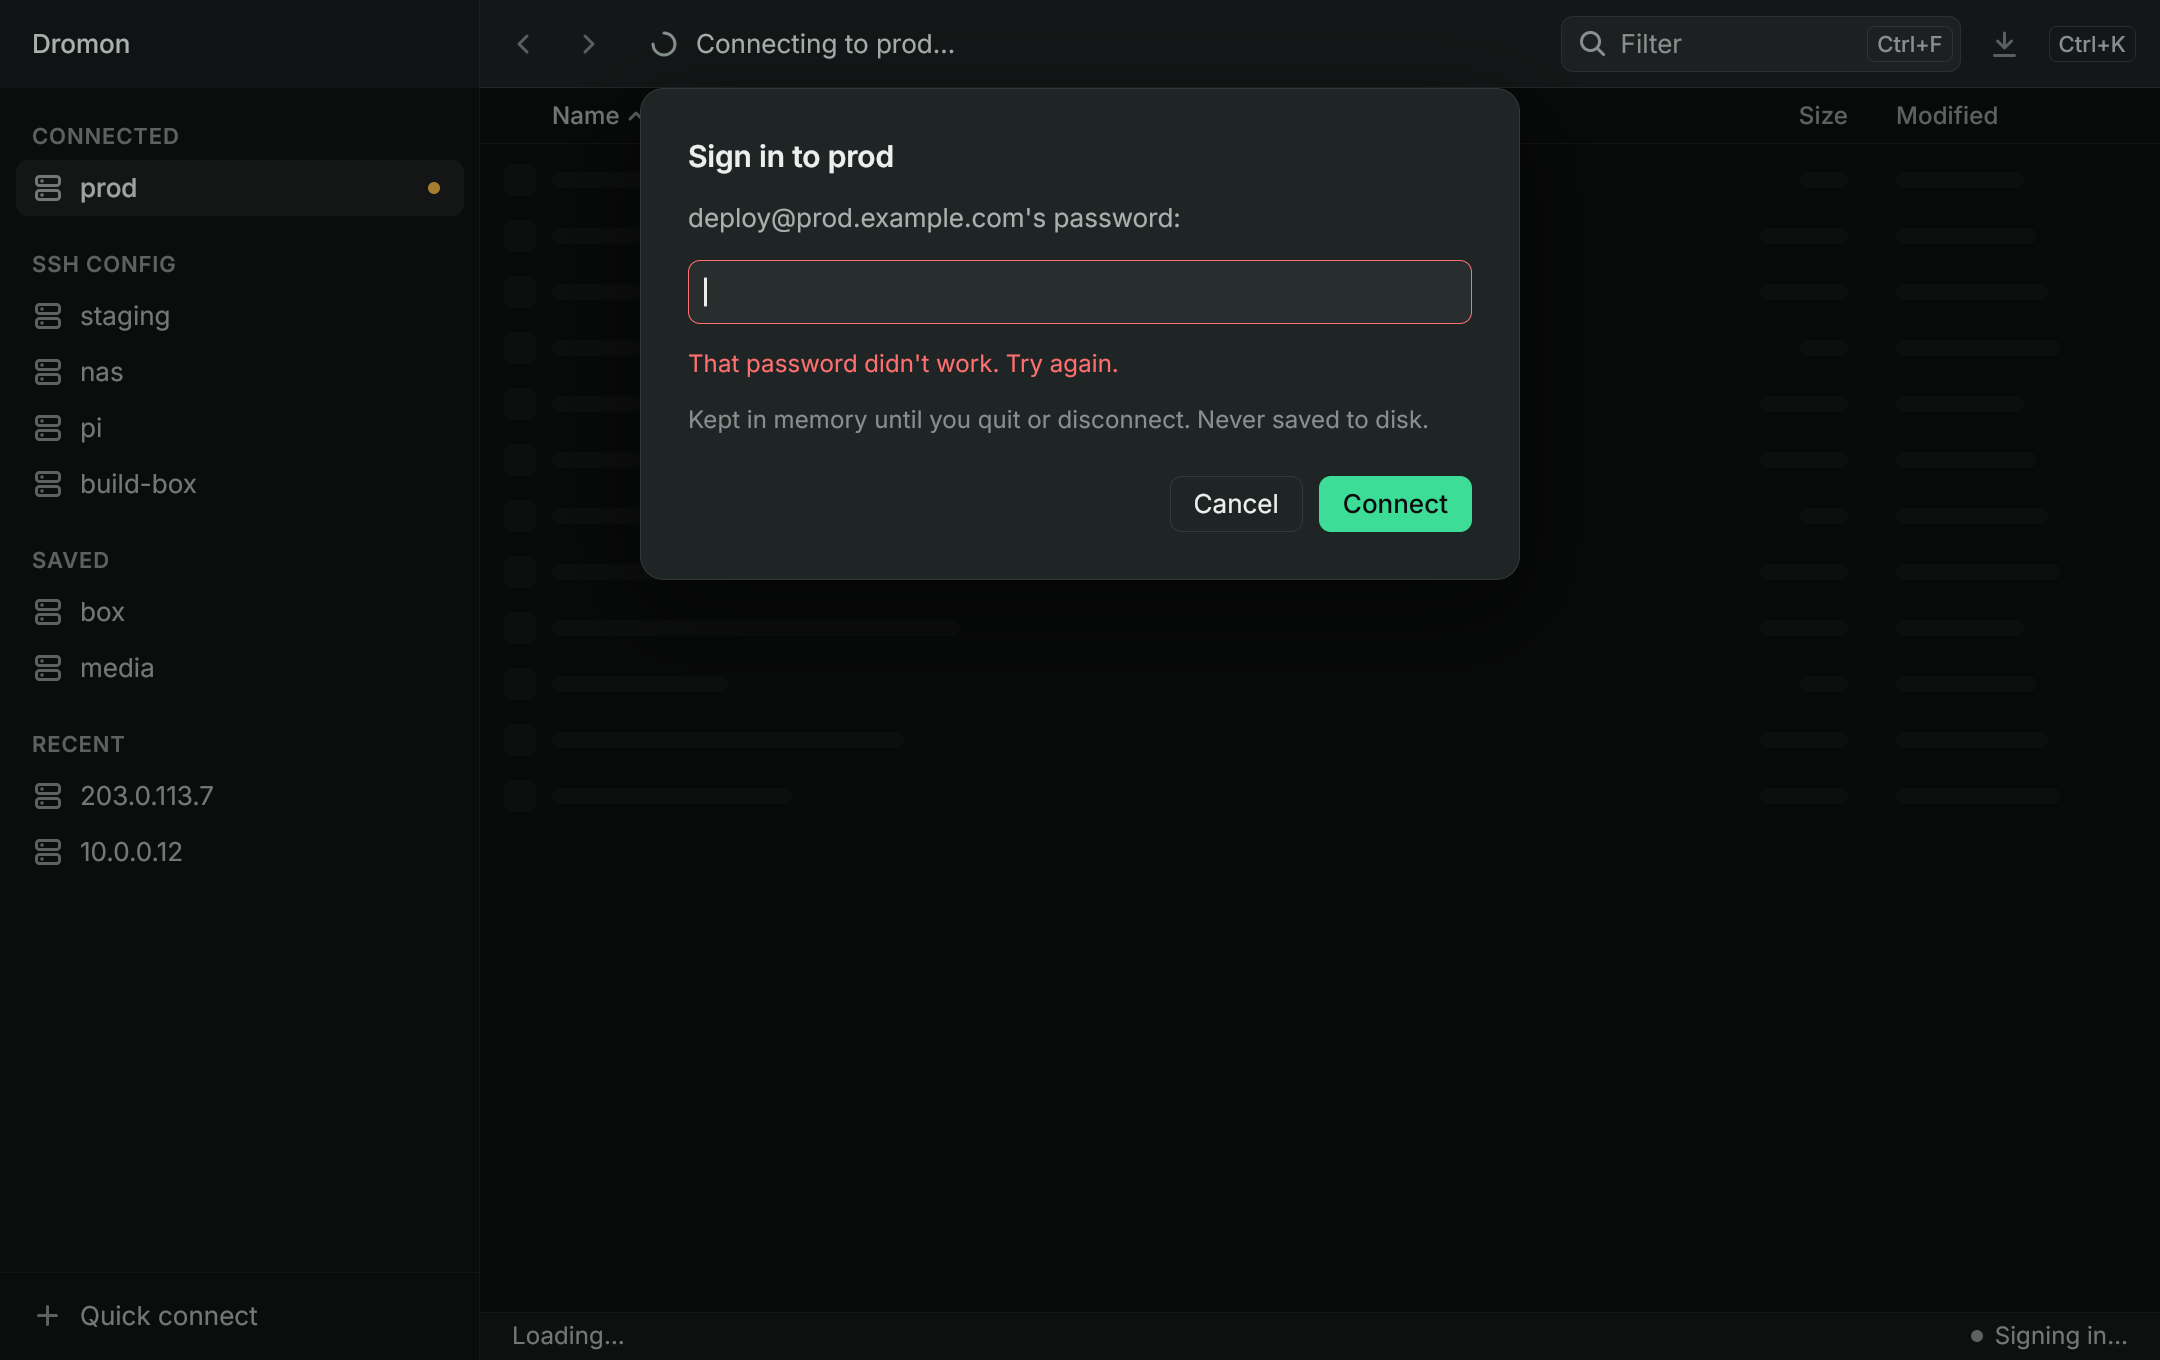 Dromon
Connecting to prod...
Filter
Ctrl+F
Ctrl+K
CONNECTED
prod
SSH CONFIG
staging
nas
pi
build-box
SAVED
box
media
RECENT
203.0.113.7
10.0.0.12
Quick connect
Name
Size
Modified
Sign in to prod
deploy@prod.example.com's password:
That password didn't work. Try again.
Kept in memory until you quit or disconnect. Never saved to disk.
Cancel
Connect
Loading...
Signing in...